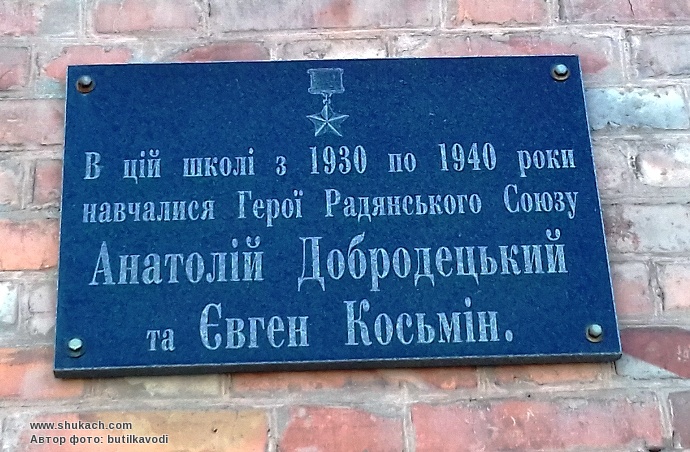 В цій школі з 1930 по 1940 роки
навчалися Герої Радянського Союзу
Анатолій Добродецький
та Євген Косьмін.
www.shukach.com
Автор фото: butilkavodi